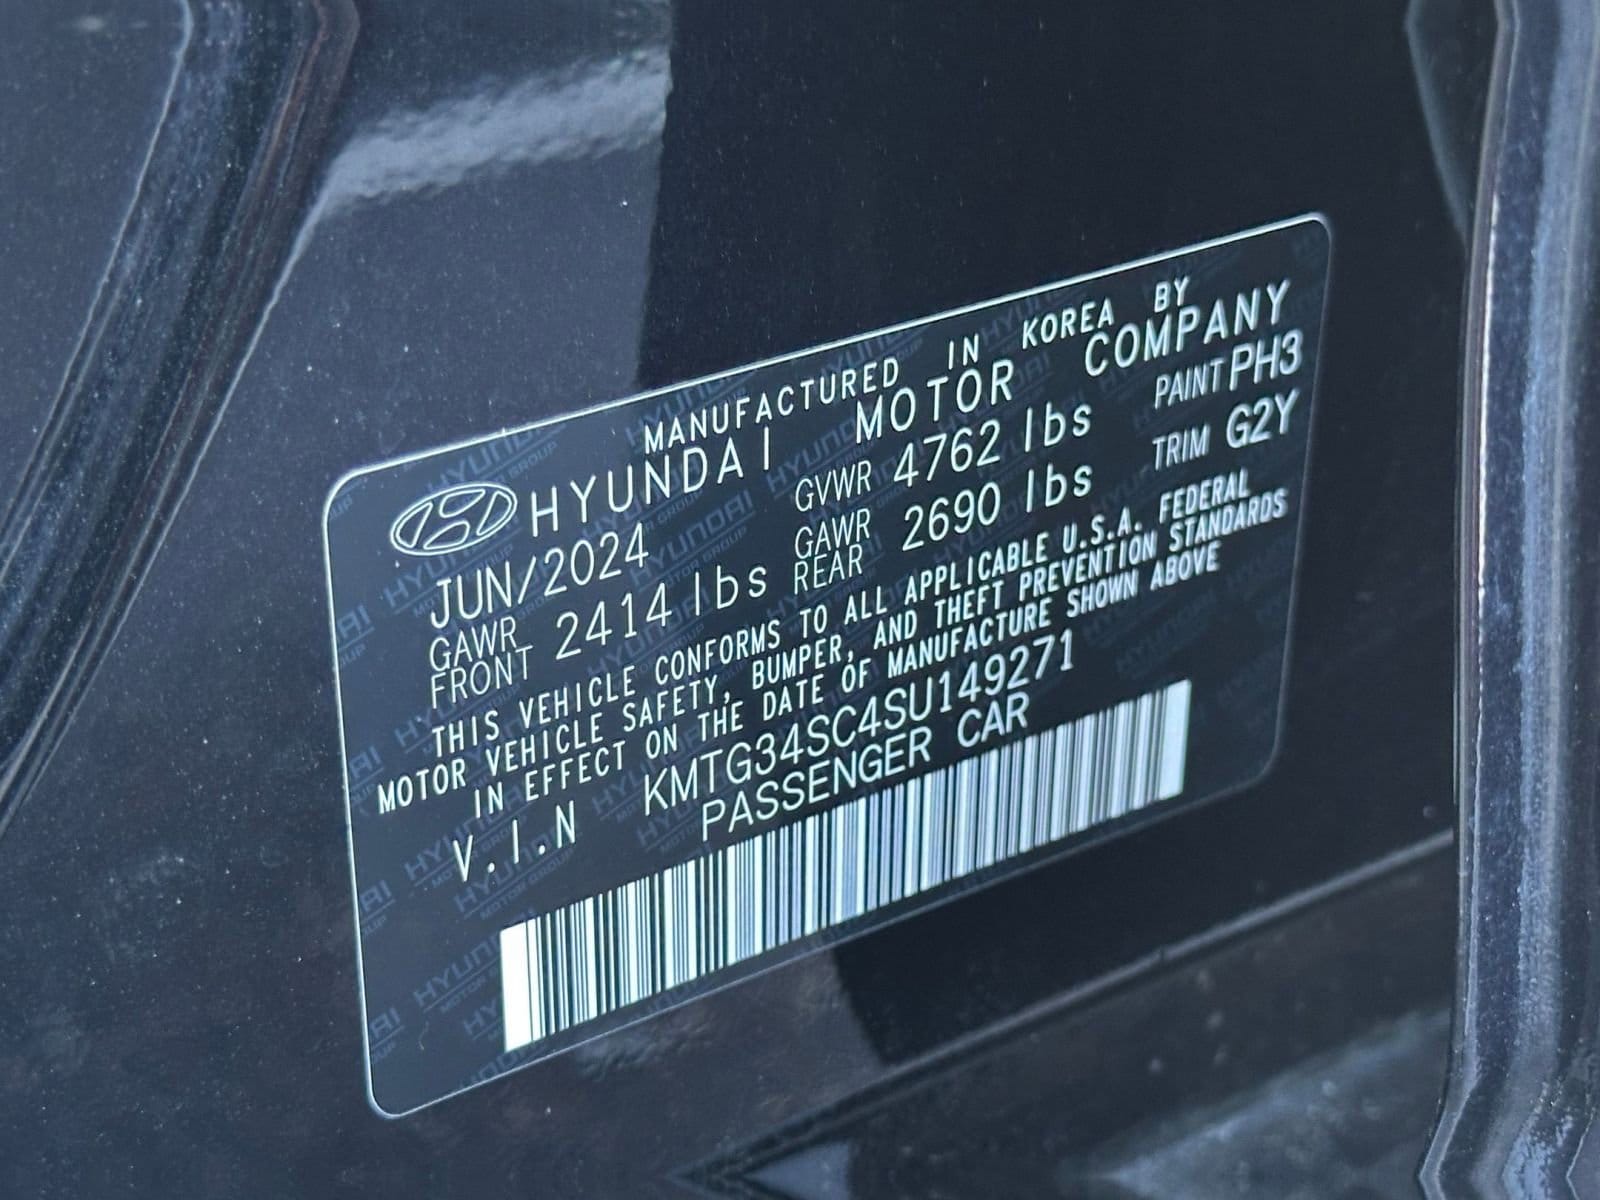 MANUFACTURED IN KOREA BY
HYUNDAI MOTOR COMPANY
JUN/2024 GVWR 4762 lbs PAINT PH3
GAWR FRONT 2414 lbs GAWR REAR 2690 lbs TRIM G2Y
THIS VEHICLE CONFORMS TO ALL APPLICABLE U.S.A. FEDERAL
MOTOR VEHICLE SAFETY, BUMPER, AND THEFT PREVENTION STANDARDS
IN EFFECT ON THE DATE OF MANUFACTURE SHOWN ABOVE
V.I.N KMTG34SC4SU149271
PASSENGER CAR